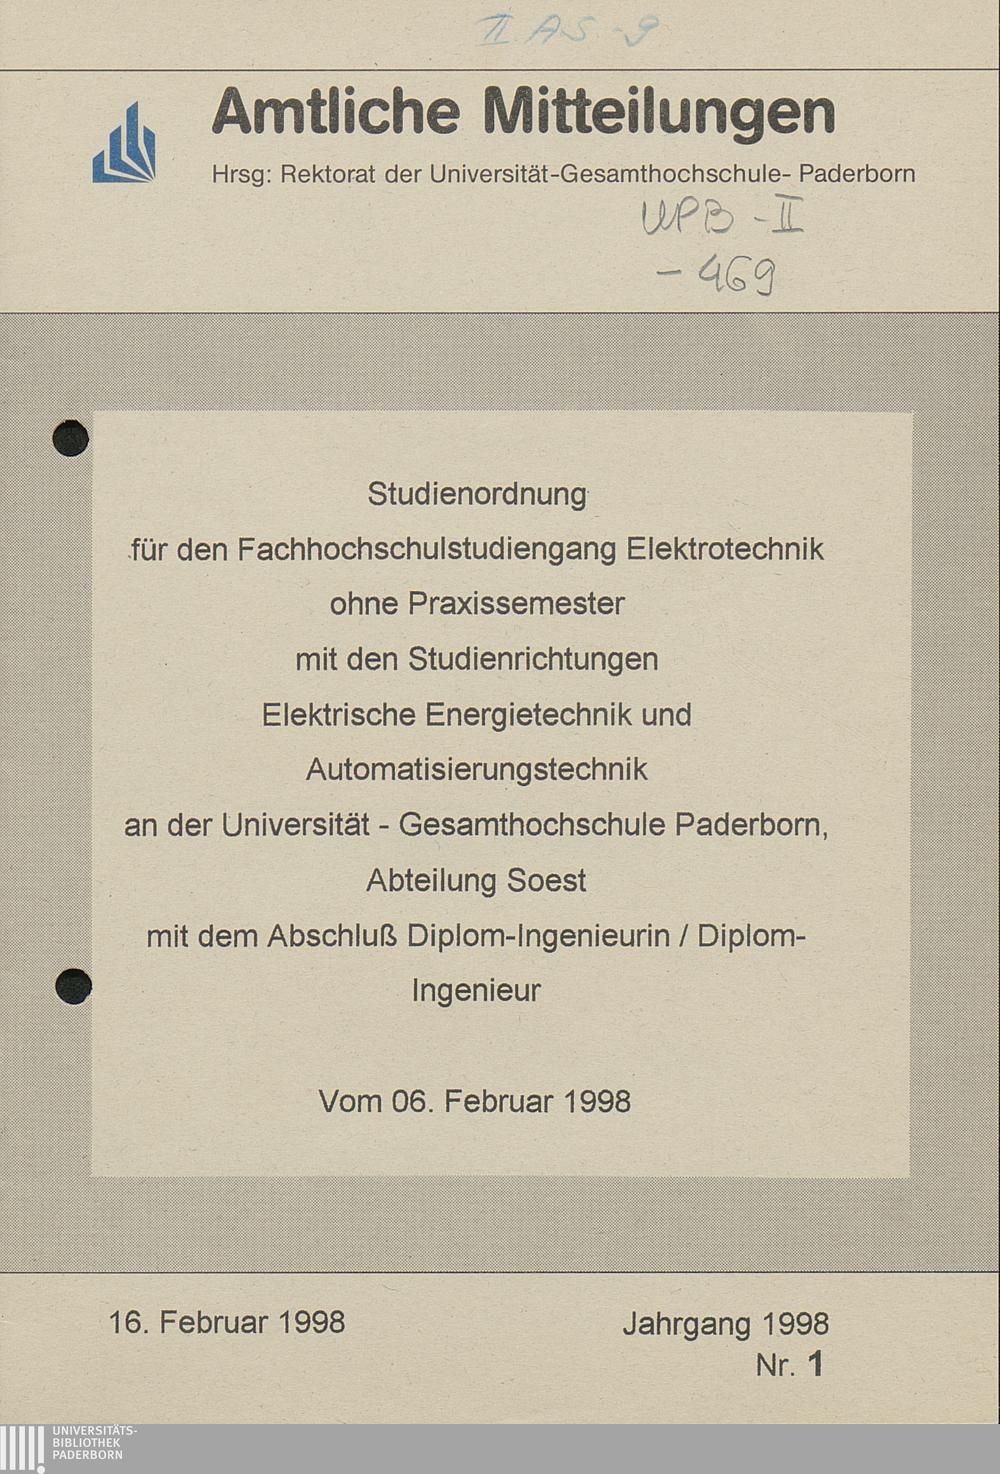 II AS - 9
Amtliche Mitteilungen
Hrsg: Rektorat der Universität-Gesamthochschule- Paderborn
UPB - II
- 469
Studienordnung
für den Fachhochschulstudiengang Elektrotechnik
ohne Praxissemester
mit den Studienrichtungen
Elektrische Energietechnik und
Automatisierungstechnik
an der Universität - Gesamthochschule Paderborn,
Abteilung Soest
mit dem Abschluß Diplom-Ingenieurin / Diplom-
Ingenieur
Vom 06. Februar 1998
16. Februar 1998
Jahrgang 1998
Nr. 1
UNIVERSITÄTS-
BIBLIOTHEK
PADERBORN